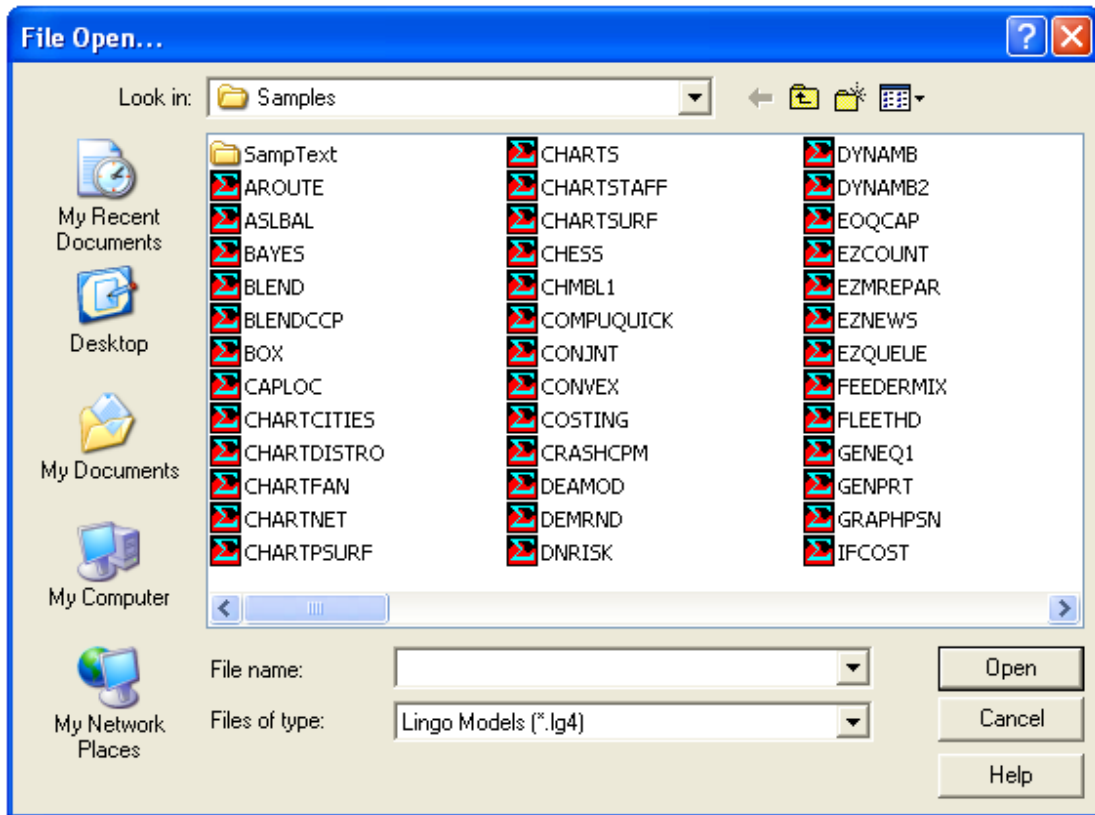 File Open...
Look in: Samples
My Recent
Documents
Desktop
My Documents
My Computer
My Network
Places
SampText
AROUTE
ASLBAL
BAYES
BLEND
BLENDCCP
BOX
CAPLOC
CHARTCITIES
CHARTDISTRO
CHARTFAN
CHARTNET
CHARTPSURF
CHARTS
CHARTSTAFF
CHARTSURF
CHESS
CHMBL1
COMPUQUICK
CONJNT
CONVEX
COSTING
CRASHCPM
DEAMOD
DEMRND
DNRISK
DYNAMB
DYNAMB2
EOQCAP
EZCOUNT
EZMREPAR
EZNEWS
EZQUEUE
FEEDERMIX
FLEETHD
GENEQ1
GENPRT
GRAPHPSN
IFCOST
File name:
Open
Files of type: Lingo Models (*.lg4)
Cancel
Help